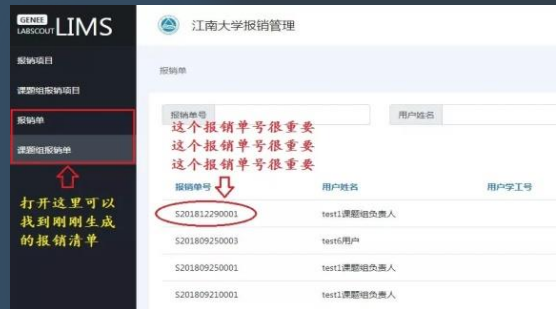 GENEE
LABSCOUT LIMS
江南大学报销管理
报销项目
课题组报销项目
报销单
课题组报销单
打开这里可以
找到刚刚生成
的报销清单
报销单
报销单号
用户姓名
这个报销单号很重要
这个报销单号很重要
这个报销单号很重要
报销单号 用户姓名 用户学工号
S201812290001 test1课题组负责人
S201809250003 test6用户
S201809250001 test1课题组负责人
S201809210001 test1课题组负责人